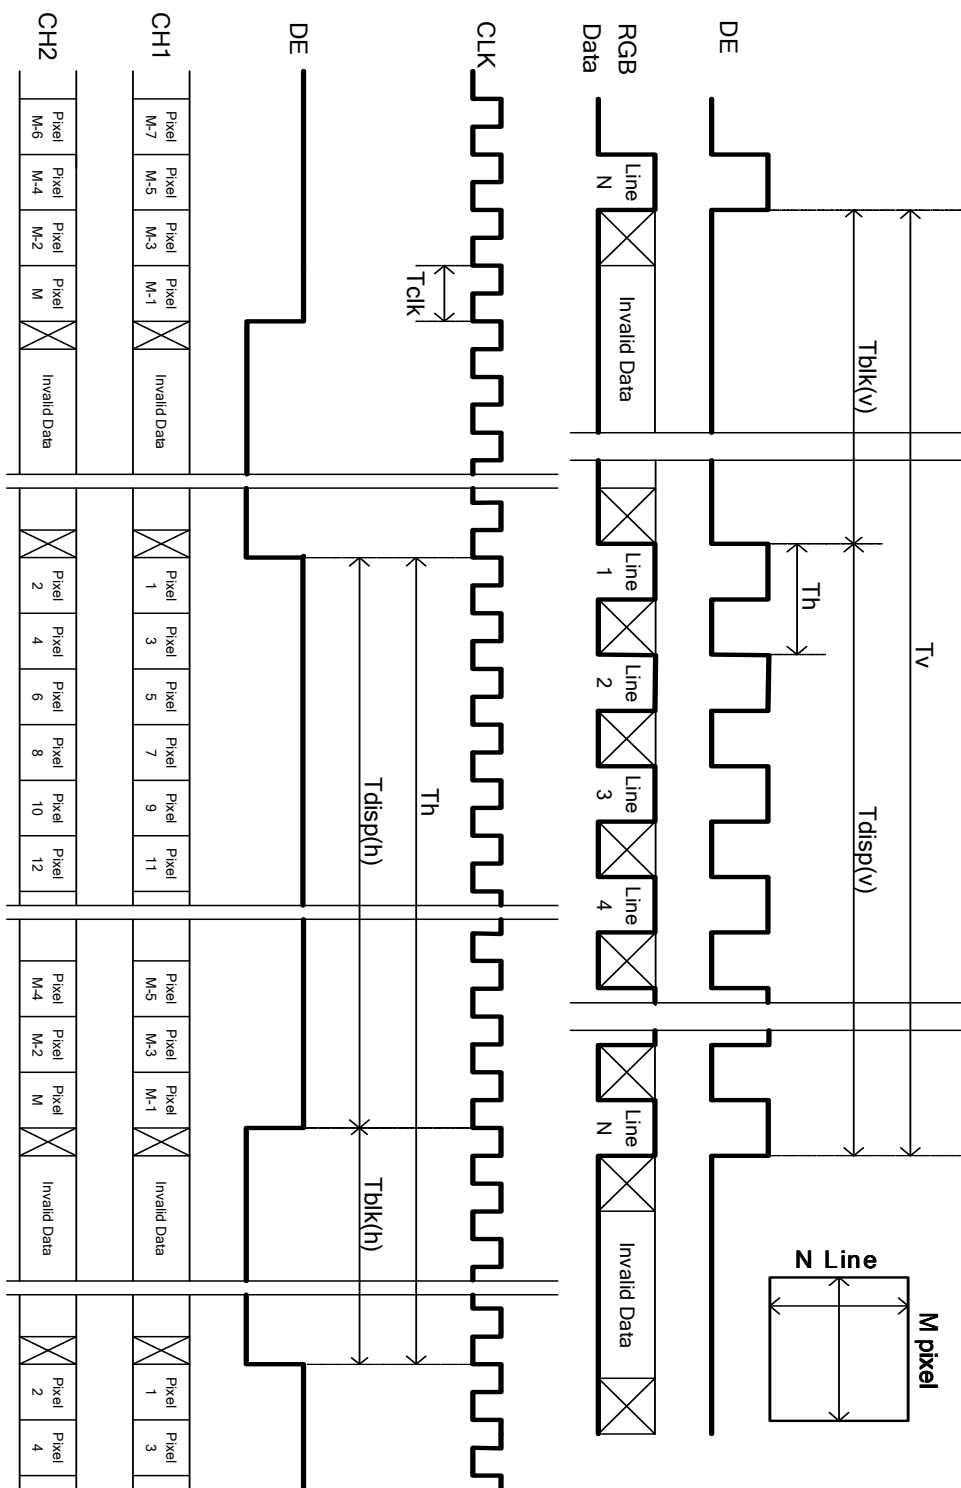 DE
Tv
Tblk(v)
Tdisp(v)
Th
N Line
M pixel
RGB
Data
Line
N
Invalid Data
Line
1
Line
2
Line
3
Line
4
Line
N
Invalid Data
CLK
Tclk
Th
DE
Tdisp(h)
Tblk(h)
CH1
Pixel
M-7
Pixel
M-5
Pixel
M-3
Pixel
M-1
Invalid Data
Pixel
1
Pixel
3
Pixel
5
Pixel
7
Pixel
9
Pixel
11
Pixel
M-5
Pixel
M-3
Pixel
M-1
Invalid Data
Pixel
1
Pixel
3
CH2
Pixel
M-6
Pixel
M-4
Pixel
M-2
Pixel
M
Invalid Data
Pixel
2
Pixel
4
Pixel
6
Pixel
8
Pixel
10
Pixel
12
Pixel
M-4
Pixel
M-2
Pixel
M
Invalid Data
Pixel
2
Pixel
4